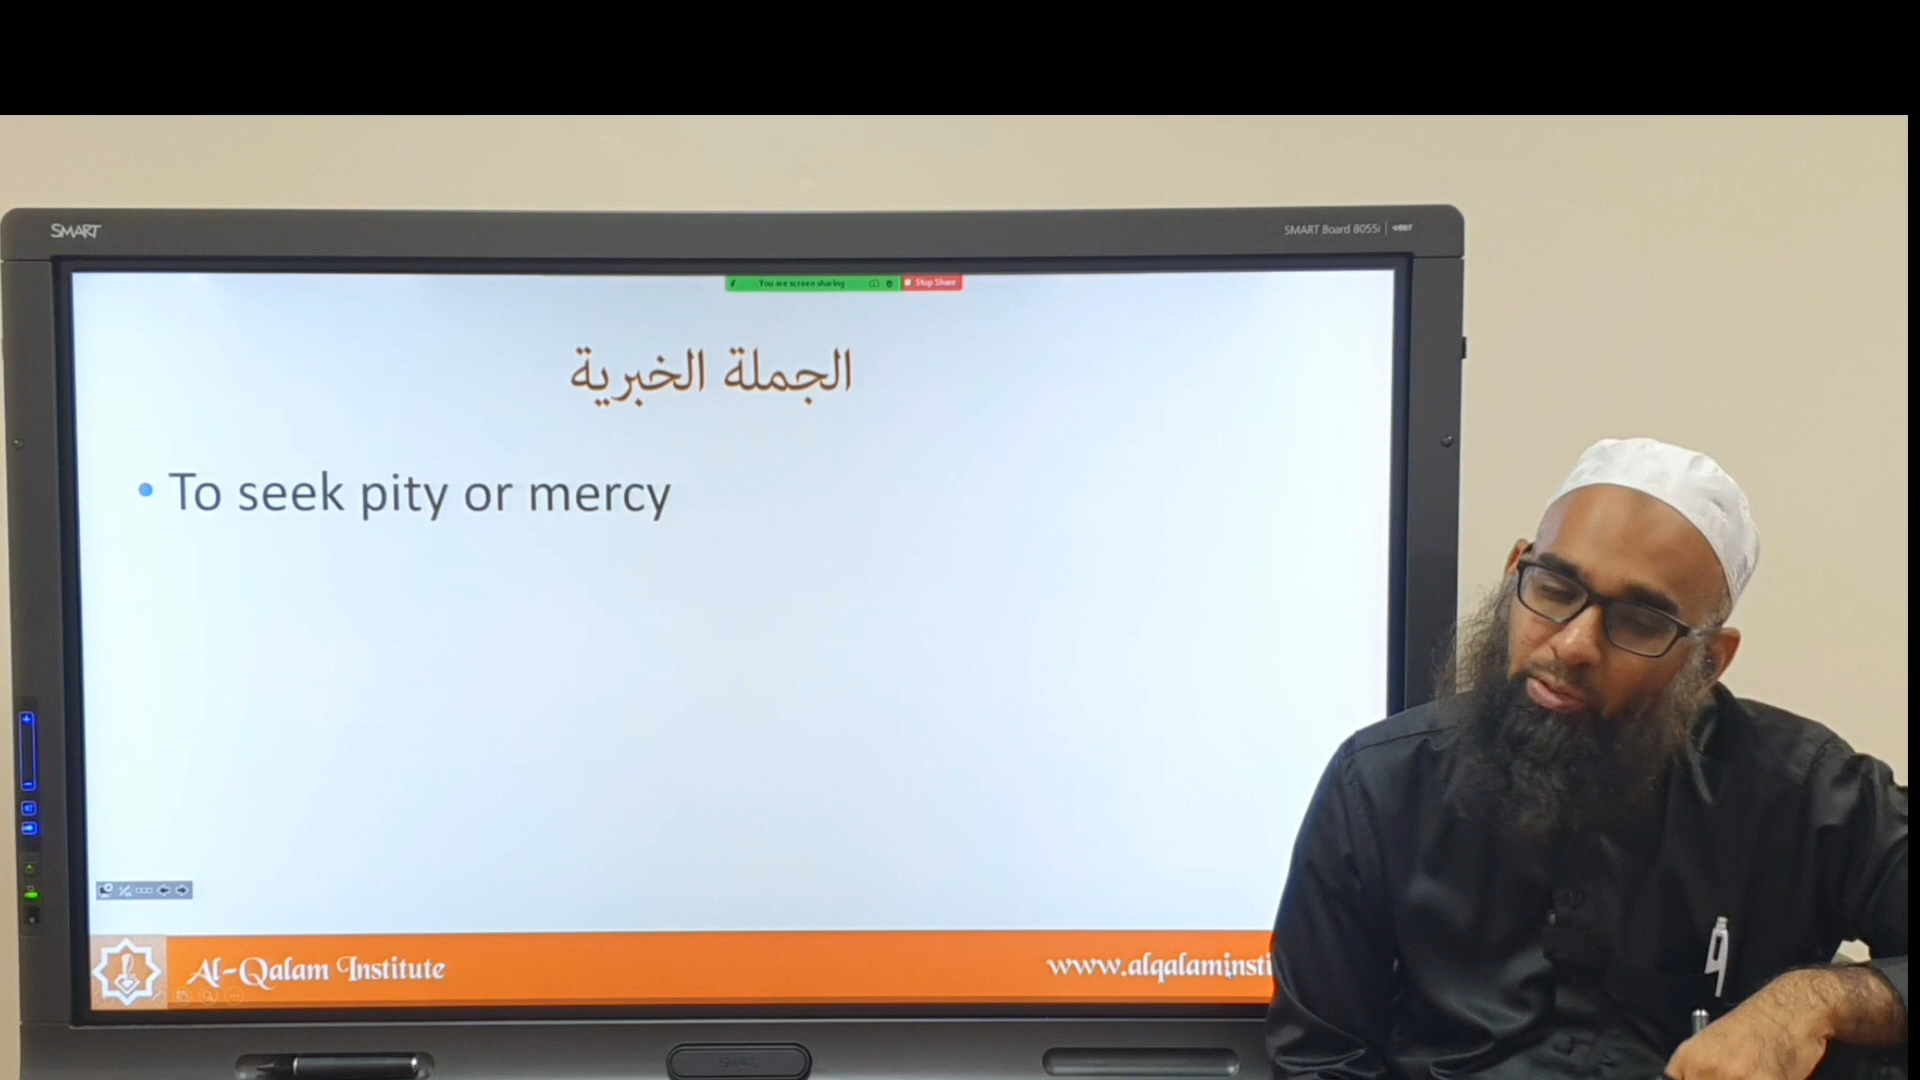 SMART
SMART Board 8055i
You are screen sharing
Stop Share
الجملة الخبرية
• To seek pity or mercy
Al-Qalam Institute
www.alqalaminsti